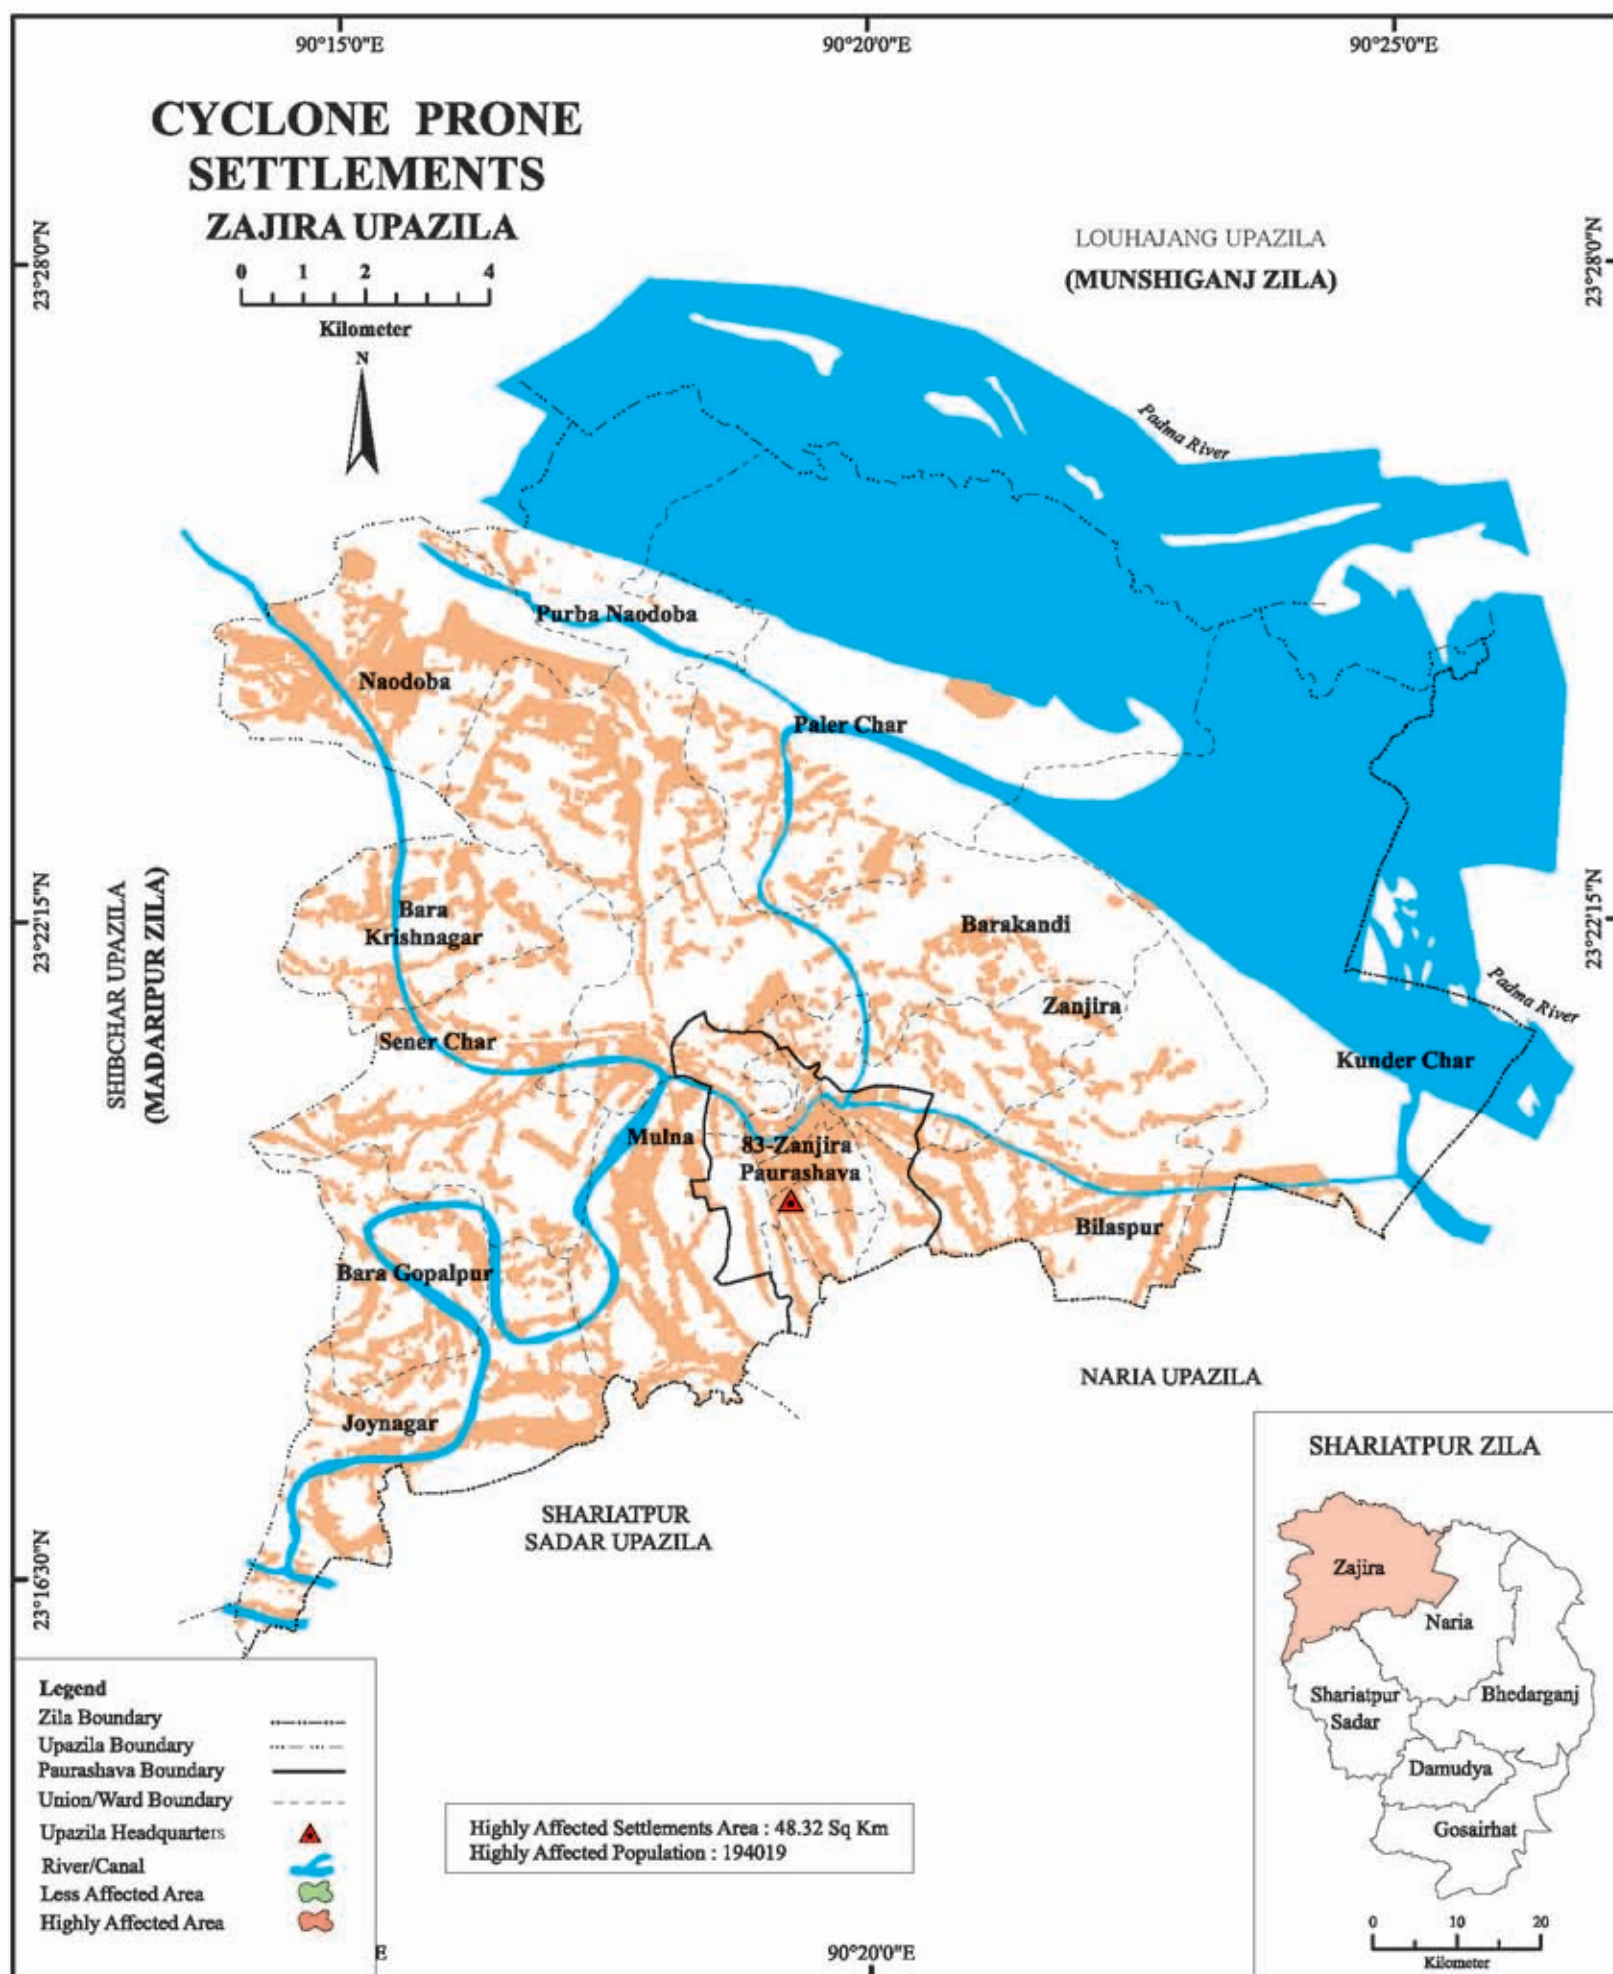 90°15'0"E
90°20'0"E
90°25'0"E
CYCLONE PRONE
SETTLEMENTS
ZAJIRA UPAZILA
0 1 2 4
Kilometer
N
23°28'0"N
23°28'0"N
LOUHAJANG UPAZILA
(MUNSHIGANJ ZILA)
Padma River
Purba Naodoba
Naodoba
Paler Char
23°22'15"N
23°22'15"N
SHIBCHAR UPAZILA
(MADARIPUR ZILA)
Bara
Krishnagar
Barakandi
Zanjira
Padma River
Sener Char
Kunder Char
Mulna
83-Zanjira
Paurashava
Bilaspur
Bara Gopalpur
NARIA UPAZILA
Joynagar
SHARIATPUR
SADAR UPAZILA
23°16'30"N
SHARIATPUR ZILA
Zajira
Naria
Shariatpur
Sadar
Bhedarganj
Damudya
Gosairhat
0 10 20
Kilometer
Legend
Zila Boundary
Upazila Boundary
Paurashava Boundary
Union/Ward Boundary
Upazila Headquarters
River/Canal
Less Affected Area
Highly Affected Area
Highly Affected Settlements Area : 48.32 Sq Km
Highly Affected Population : 194019
E
90°20'0"E